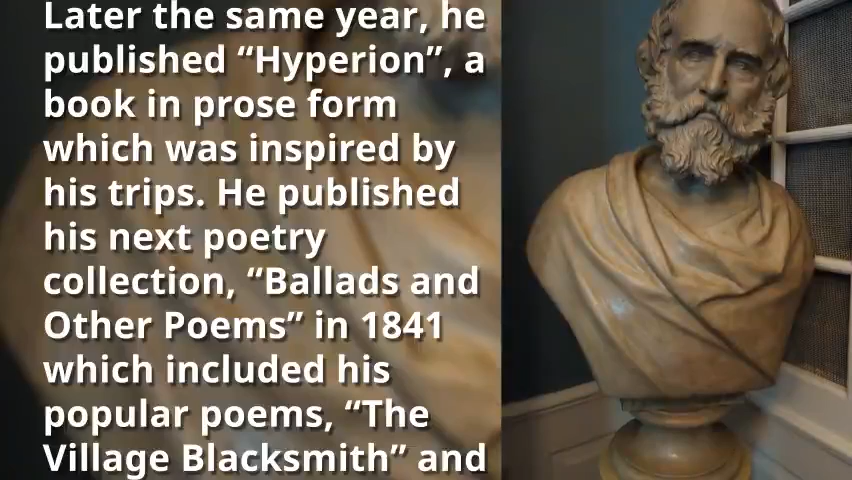 Later the same year, he
published “Hyperion”, a
book in prose form
which was inspired by
his trips. He published
his next poetry
collection, “Ballads and
Other Poems” in 1841
which included his
popular poems, “The
Village Blacksmith” and